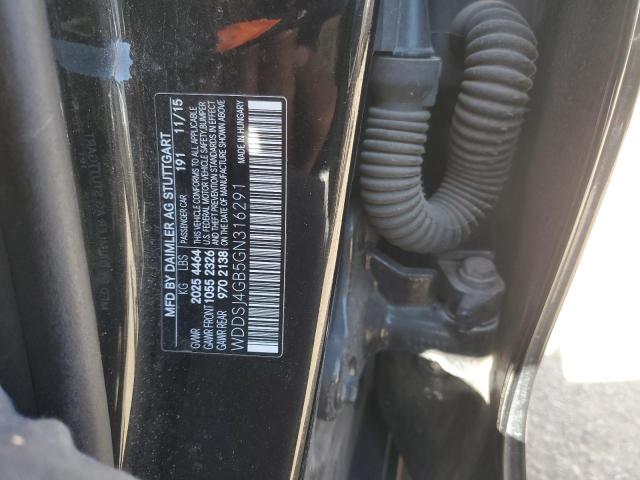 MFD BY DAIMLER AG STUTTGART
KG LBS PASSENGER CAR 191 11/15
GVWR 2025 4464 THIS VEHICLE CONFORMS TO ALL APPLICABLE
GAWR FRONT 1055 2326 U.S. FEDERAL MOTOR VEHICLE SAFETY, BUMPER
GAWR REAR 970 2138 AND THEFT PREVENTION STANDARDS IN EFFECT
ON THE DATE OF MANUFACTURE SHOWN ABOVE
WDDSJ4GB5GN316291 MADE IN HUNGARY